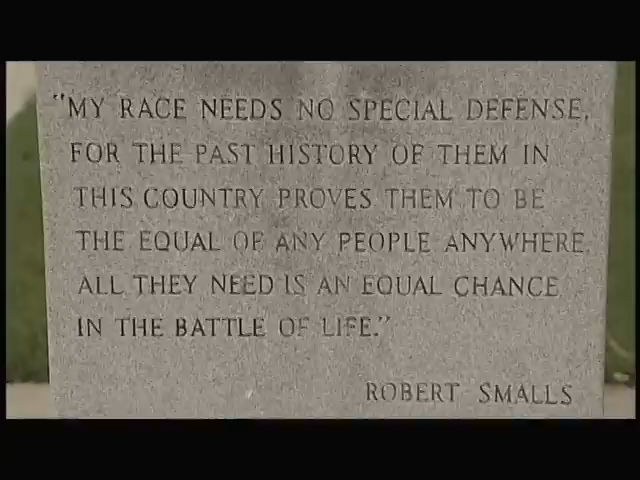 "MY RACE NEEDS NO SPECIAL DEFENSE,
FOR THE PAST HISTORY OF THEM IN
THIS COUNTRY PROVES THEM TO BE
THE EQUAL OF ANY PEOPLE ANYWHERE.
ALL THEY NEED IS AN EQUAL CHANCE
IN THE BATTLE OF LIFE."
ROBERT SMALLS